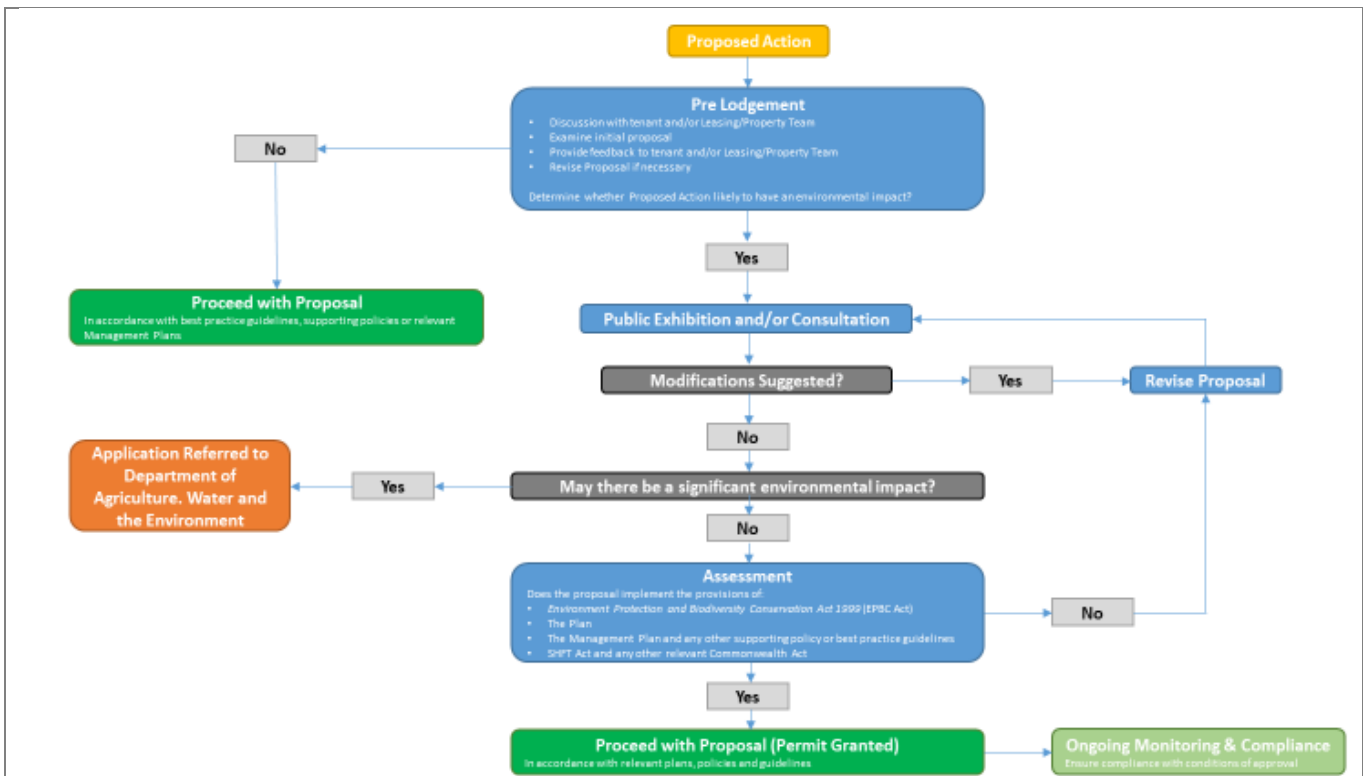 Proposed Action
Pre Lodgement
• Discussion with tenant and/or Leasing/Property Team
• Examine initial proposal
• Provide feedback to tenant and/or Leasing/Property Team
• Revise Proposal if necessary
Determine whether Proposed Action likely to have an environmental impact?
No
Yes
Proceed with Proposal
In accordance with best practice guidelines, supporting policies or relevant
Management Plans
Public Exhibition and/or Consultation
Modifications Suggested?
Yes
Revise Proposal
No
Application Referred to
Department of
Agriculture. Water and
the Environment
Yes
May there be a significant environmental impact?
No
Assessment
Does the proposal implement the provisions of:
• Environment Protection and Biodiversity Conservation Act 1999 (EPBC Act)
• The Plan
• The Management Plan and any other supporting policy or best practice guidelines
• SHFT Act and any other relevant Commonwealth Act
No
Yes
Proceed with Proposal (Permit Granted)
In accordance with relevant plans, policies and guidelines
Ongoing Monitoring & Compliance
Ensure compliance with conditions of approval